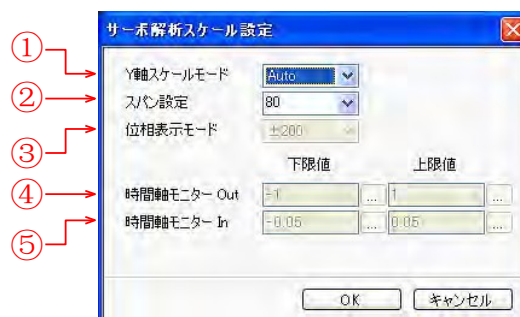 サーボ解析スケール設定
① Y軸スケールモード Auto
② スパン設定 80
③ 位相表示モード ±200
下限値 上限値
④ 時間軸モニター Out -1 ... 1 ...
⑤ 時間軸モニター In -0.05 ... 0.05 ...
OK キャンセル